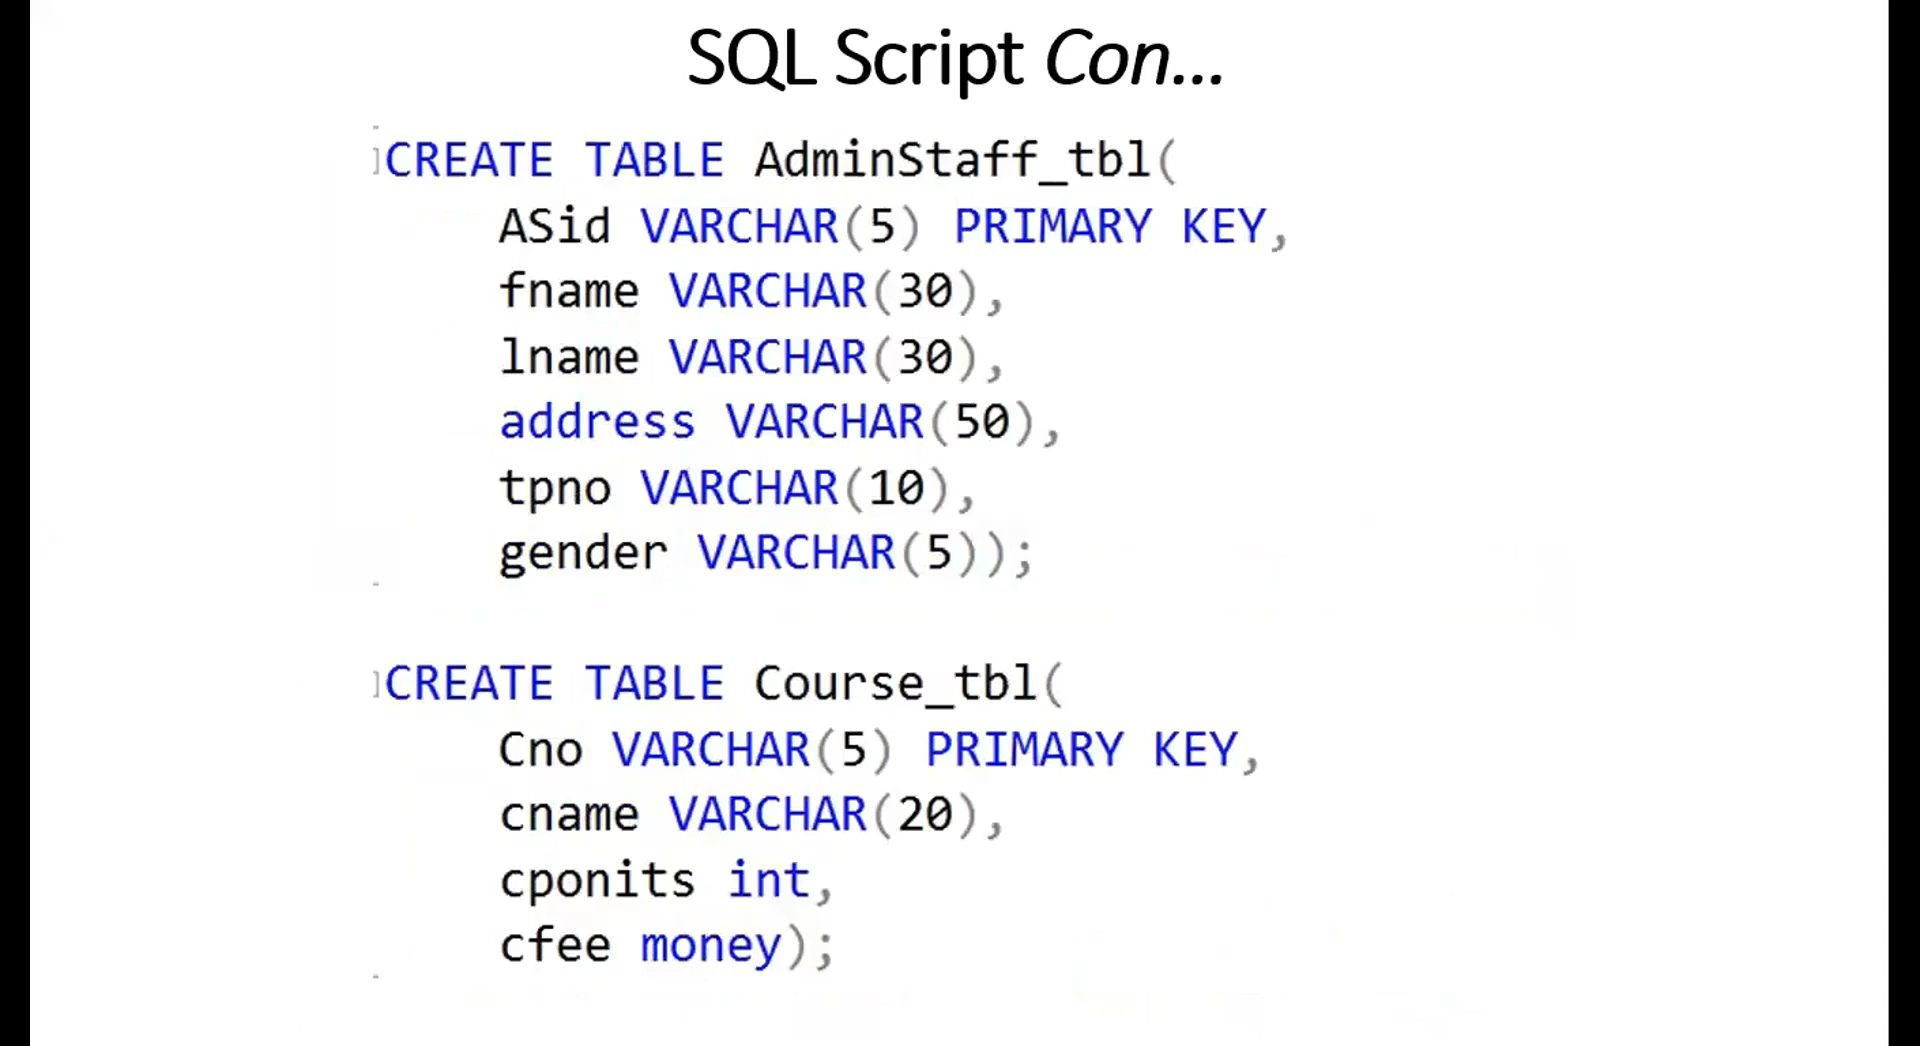 SQL Script Con...
CREATE TABLE AdminStaff_tbl(
ASid VARCHAR(5) PRIMARY KEY,
fname VARCHAR(30),
lname VARCHAR(30),
address VARCHAR(50),
tpno VARCHAR(10),
gender VARCHAR(5));
CREATE TABLE Course_tbl(
Cno VARCHAR(5) PRIMARY KEY,
cname VARCHAR(20),
cponits int,
cfee money);